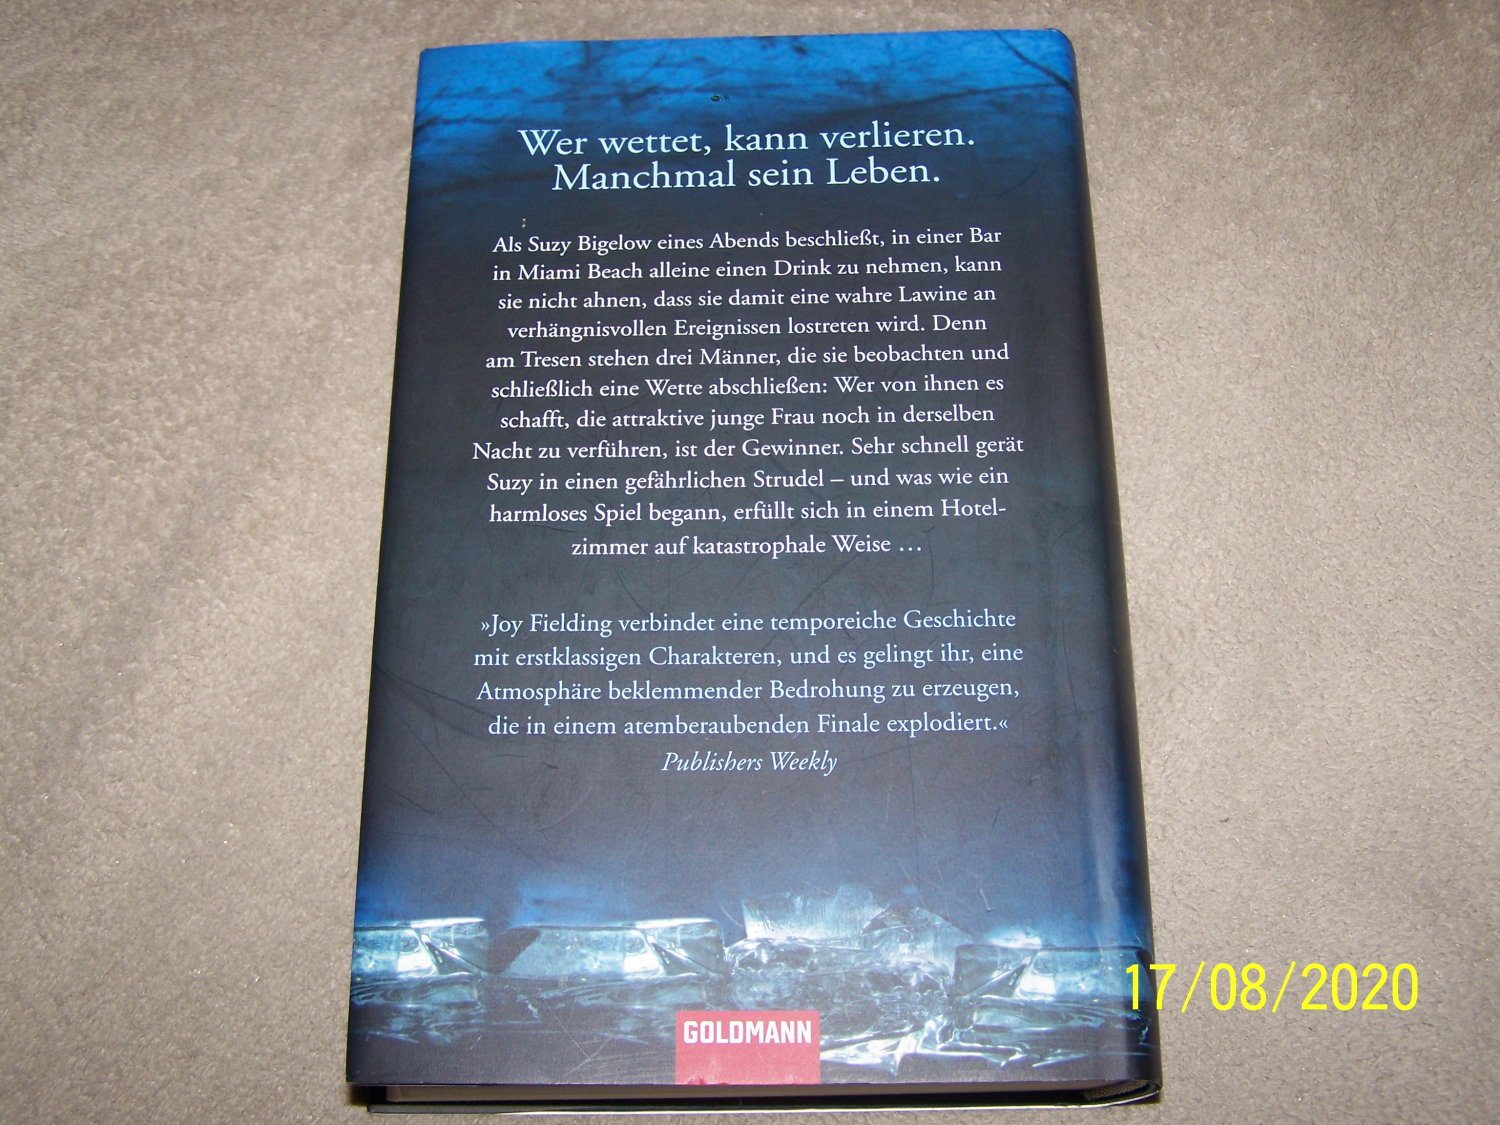 Wer wettet, kann verlieren.
Manchmal sein Leben.
Als Suzy Bigelow eines Abends beschließt, in einer Bar
in Miami Beach alleine einen Drink zu nehmen, kann
sie nicht ahnen, dass sie damit eine wahre Lawine an
verhängnisvollen Ereignissen lostreten wird. Denn
am Tresen stehen drei Männer, die sie beobachten und
schließlich eine Wette abschließen: Wer von ihnen es
schafft, die attraktive junge Frau noch in derselben
Nacht zu verführen, ist der Gewinner. Sehr schnell gerät
Suzy in einen gefährlichen Strudel – und was wie ein
harmloses Spiel begann, erfüllt sich in einem Hotel-
zimmer auf katastrophale Weise …
»Joy Fielding verbindet eine temporeiche Geschichte
mit erstklassigen Charakteren, und es gelingt ihr, eine
Atmosphäre beklemmender Bedrohung zu erzeugen,
die in einem atemberaubenden Finale explodiert.«
Publishers Weekly
17/08/2020
GOLDMANN